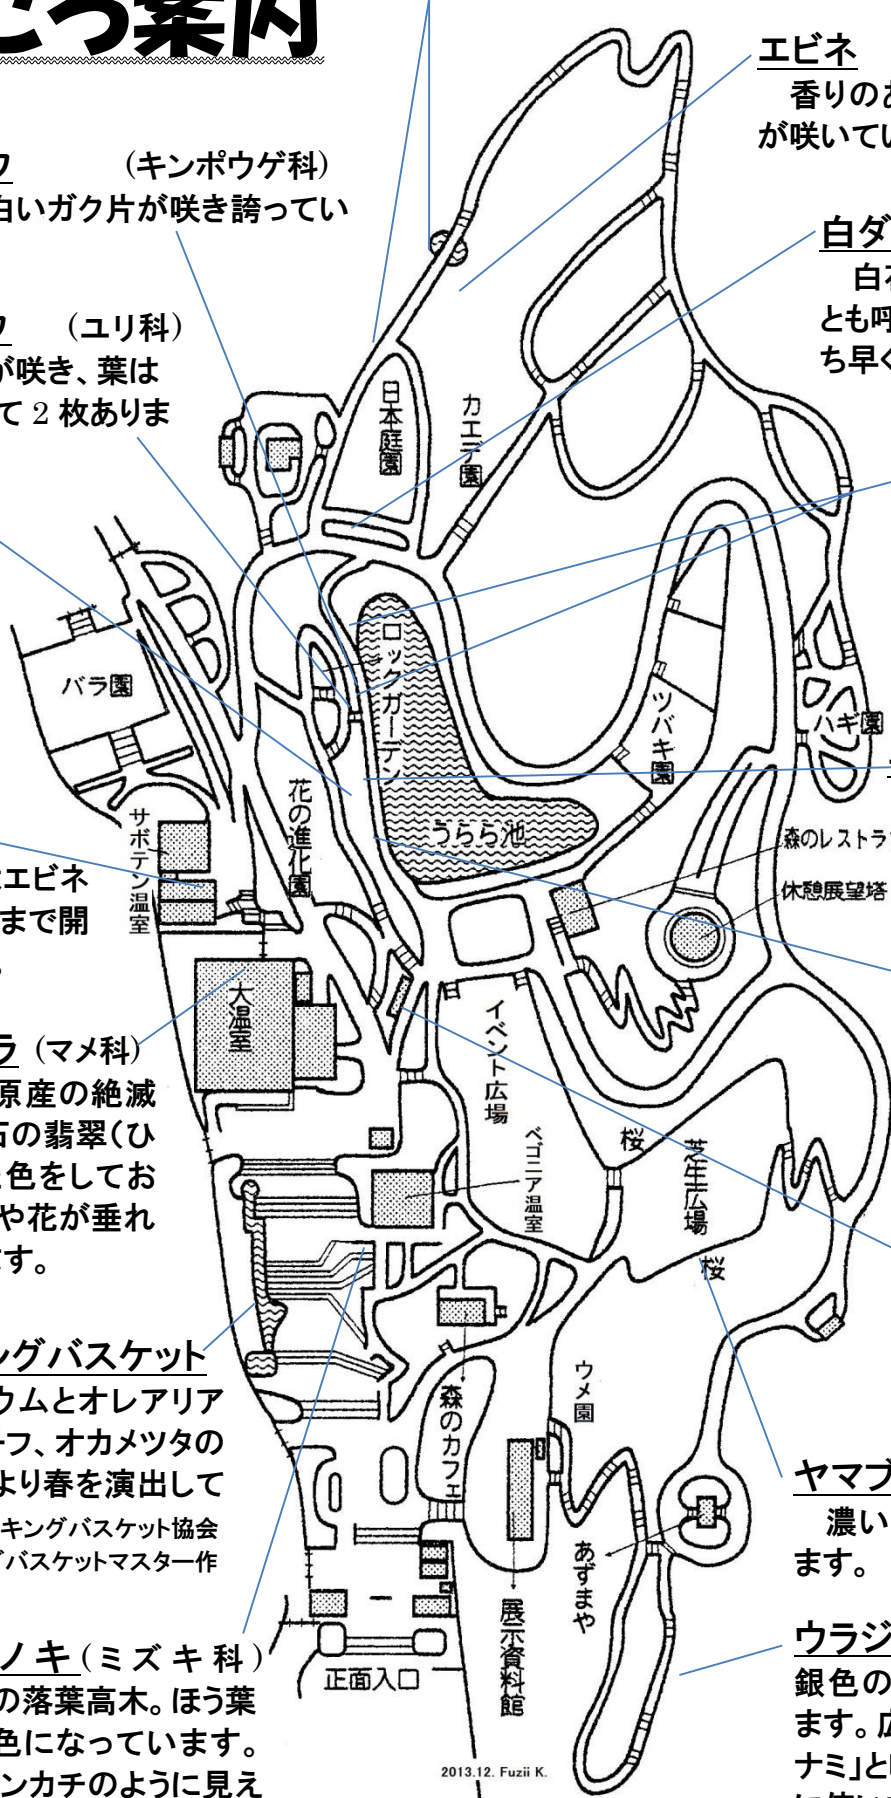 ごろ案内
エビネ
香りのあ
が咲いてい
ウ (キンポウゲ科)
白いガク片が咲き誇ってい
白ダ
白花
とも呼
ち早く
ウ (ユリ科)
が咲き、葉は
て 2 枚ありま
日本庭園
カエデ園
バラ園
ロックガーデン
ツバキ園
ハギ園
花の進化園
うらら池
サボテン温室
森のレストラン
休憩展望塔
エビネ
まで開
大温室
イベント広場
ラ (マメ科)
原産の絶滅
石の翡翠(ひ
色をしてお
や花が垂れ
す。
ベゴニア温室
桜
芝生広場
桜
ングバスケット
ウムとオレアリア
ーフ、オカメツタの
より春を演出して
キングバスケット協会
グバスケットマスター作
森のカフェ
ウメ園
ヤマブ
濃い
ます。
あずまや
展示資料館
ノキ (ミズキ科)
の落葉高木。ほう葉
色になっています。
ンカチのように見え
正面入口
ウラジ
銀色の
ます。広
ナミ」と
2013.12. Fuzii K.